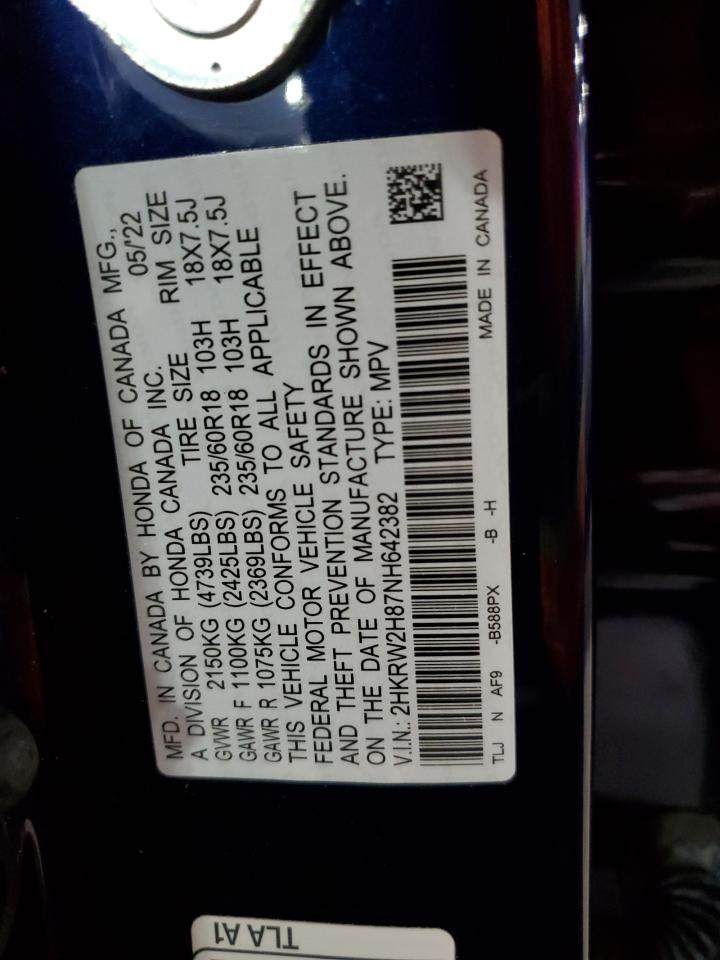 MFD. IN CANADA BY HONDA OF CANADA MFG.,
A DIVISION OF HONDA CANADA INC. 05/'22
TIRE SIZE RIM SIZE
GVWR 2150KG (4739LBS)
GAWR F 1100KG (2425LBS) 235/60R18 103H 18X7.5J
GAWR R 1075KG (2369LBS) 235/60R18 103H 18X7.5J
THIS VEHICLE CONFORMS TO ALL APPLICABLE
FEDERAL MOTOR VEHICLE SAFETY
AND THEFT PREVENTION STANDARDS IN EFFECT
ON THE DATE OF MANUFACTURE SHOWN ABOVE.
V.I.N.: 2HKRW2H87NH642382 TYPE: MPV
TLJ N AF9 -B588PX -B -H MADE IN CANADA
TLA A1